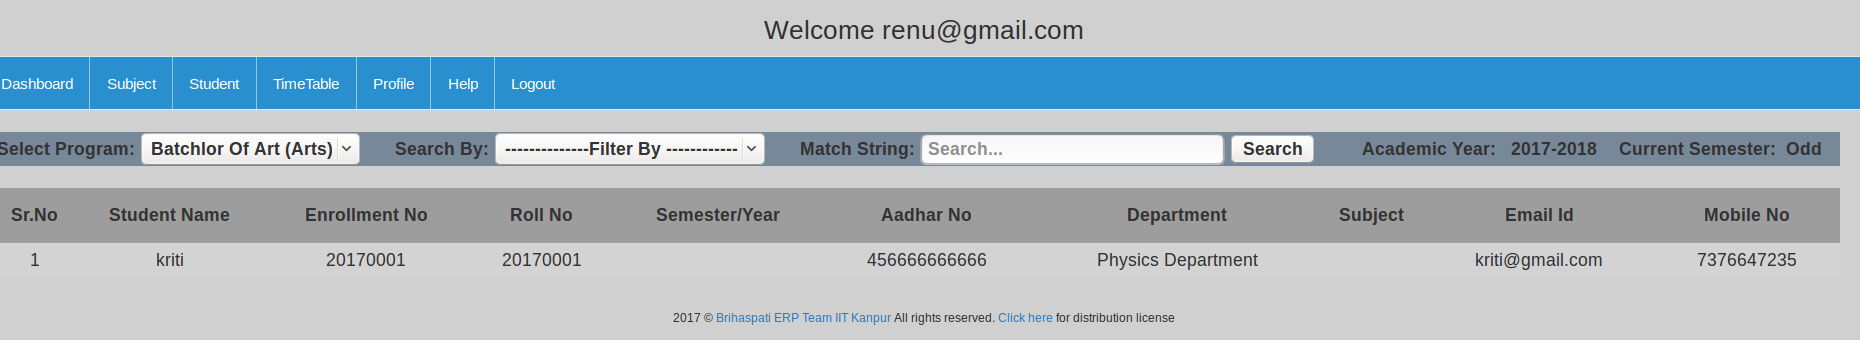 Welcome renu@gmail.com
Dashboard Subject Student TimeTable Profile Help Logout
Select Program: Batchlor Of Art (Arts) Search By: --------------Filter By ------------ Match String: Search... Search Academic Year: 2017-2018 Current Semester: Odd
Sr.No Student Name Enrollment No Roll No Semester/Year Aadhar No Department Subject Email Id Mobile No
1 kriti 20170001 20170001 456666666666 Physics Department kriti@gmail.com 7376647235
2017 © Brihaspati ERP Team IIT Kanpur All rights reserved. Click here for distribution license